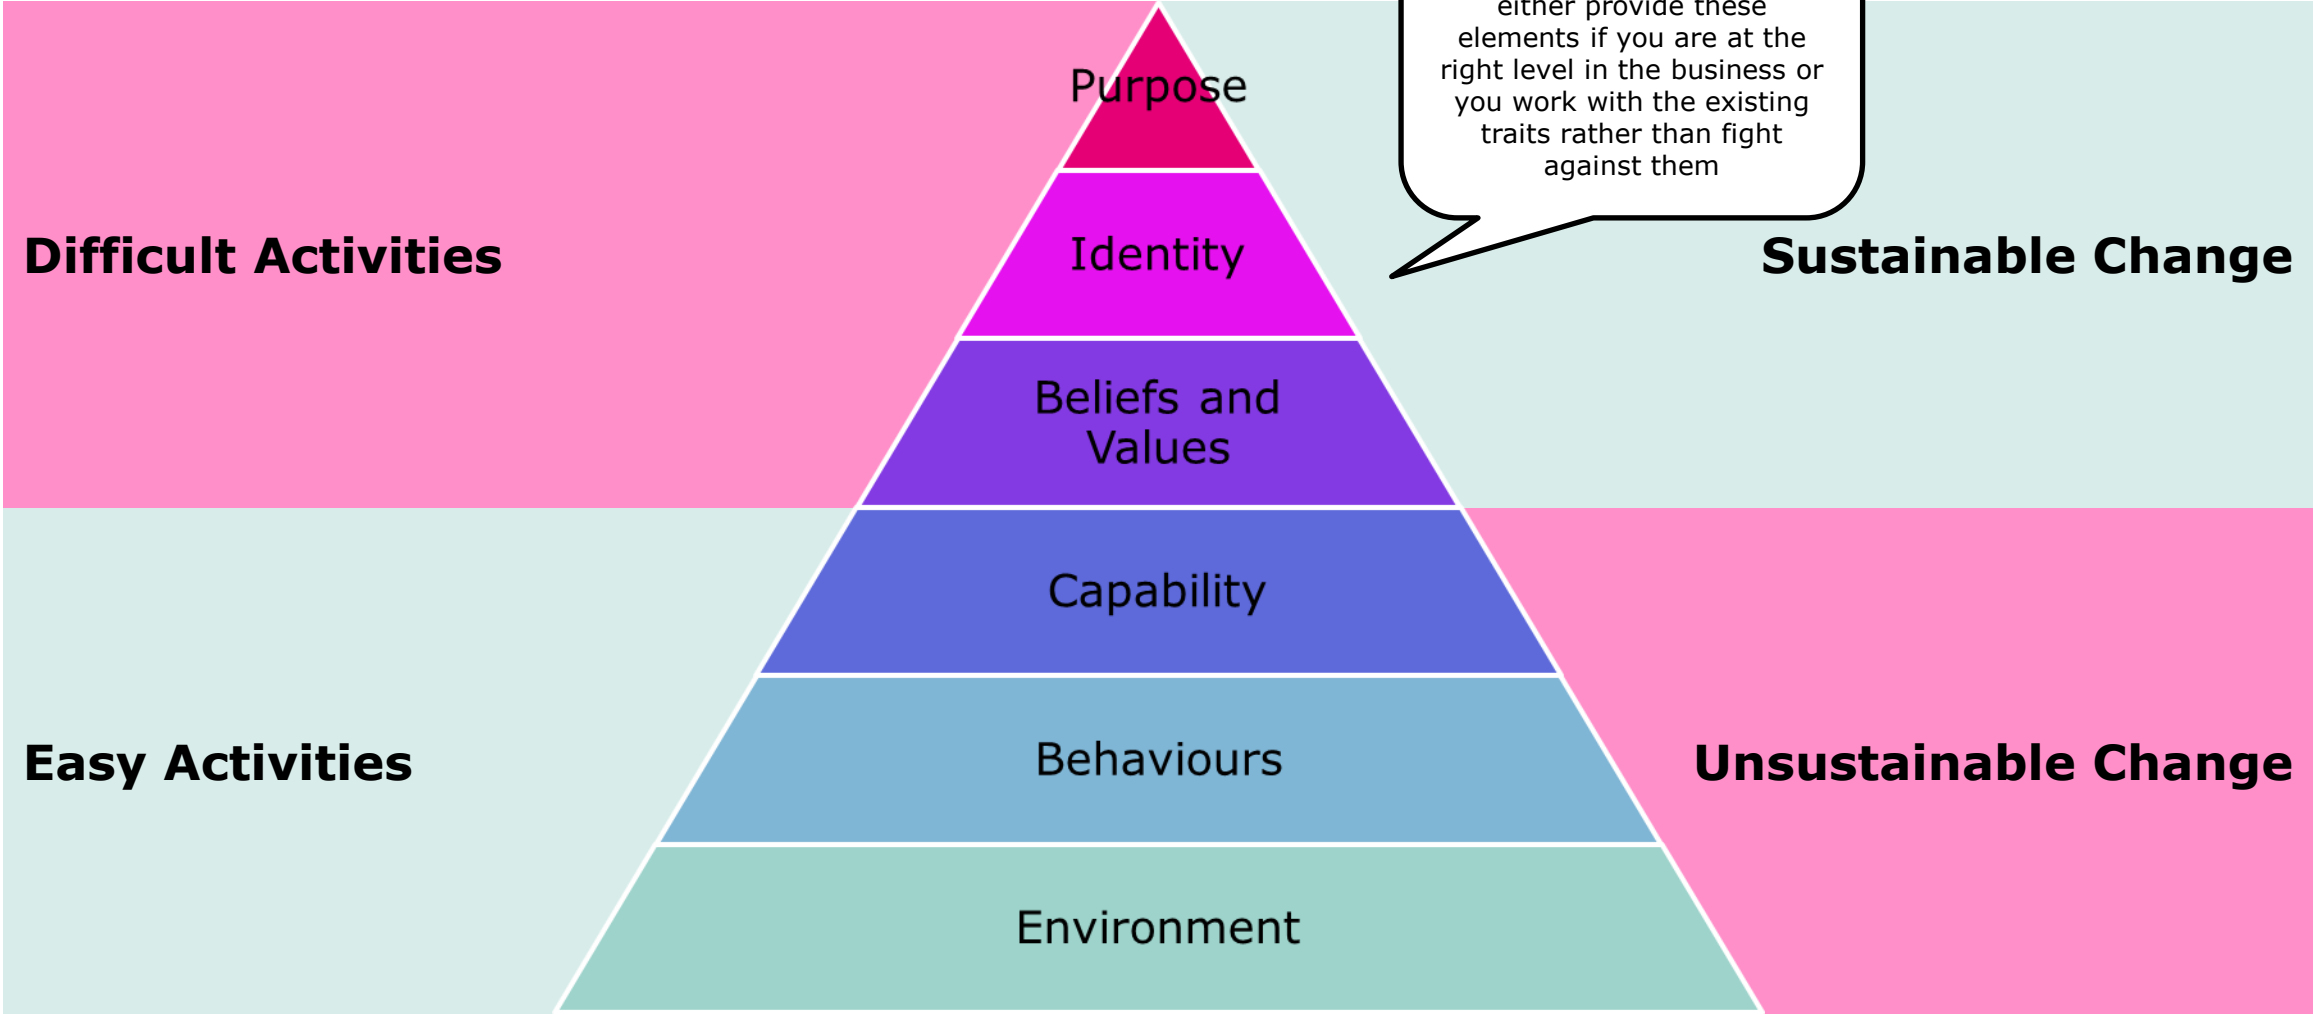 either provide these
elements if you are at the
right level in the business or
you work with the existing
traits rather than fight
against them
Purpose
Difficult Activities
Identity
Sustainable Change
Beliefs and
Values
Capability
Easy Activities
Behaviours
Unsustainable Change
Environment